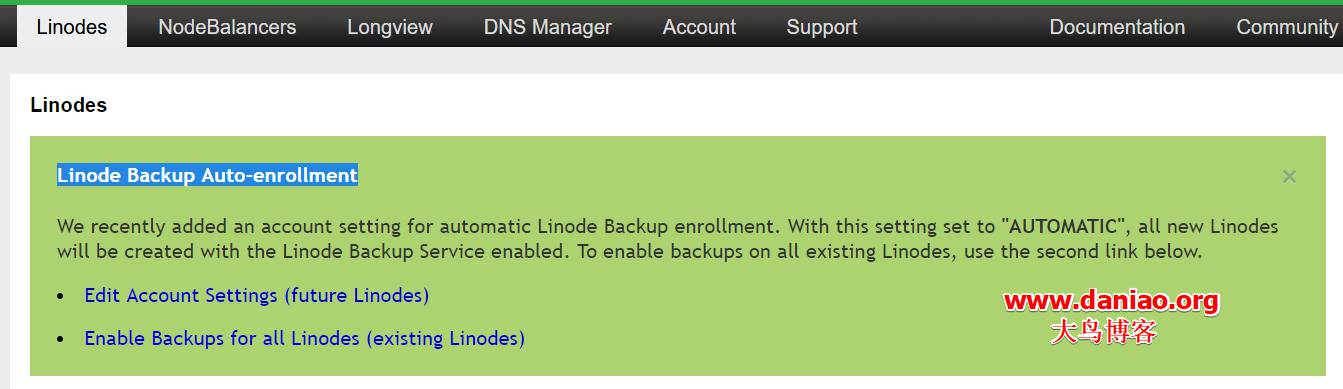 Linodes NodeBalancers Longview DNS Manager Account Support Documentation Community
Linodes
Linode Backup Auto-enrollment ×
We recently added an account setting for automatic Linode Backup enrollment. With this setting set to "AUTOMATIC", all new Linodes
will be created with the Linode Backup Service enabled. To enable backups on all existing Linodes, use the second link below.
• Edit Account Settings (future Linodes)
www.daniao.org
大鸟博客
• Enable Backups for all Linodes (existing Linodes)